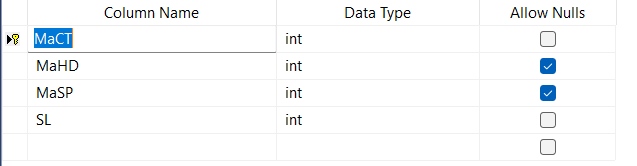 Column Name Data Type Allow Nulls
MaCT int
MaHD int
MaSP int
SL int